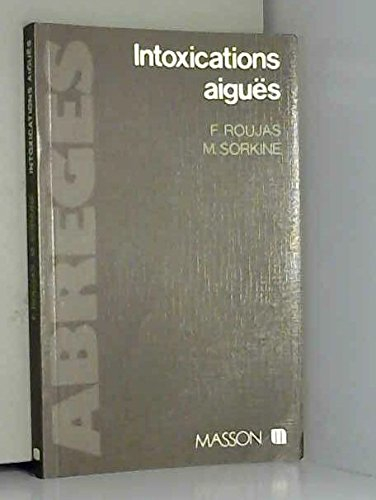 Intoxications
aiguës
F. ROUJAS
M. SORKINE
ABREGES
MASSON
F. ROUJAS M. SORKINE INTOXICATIONS AIGUËS